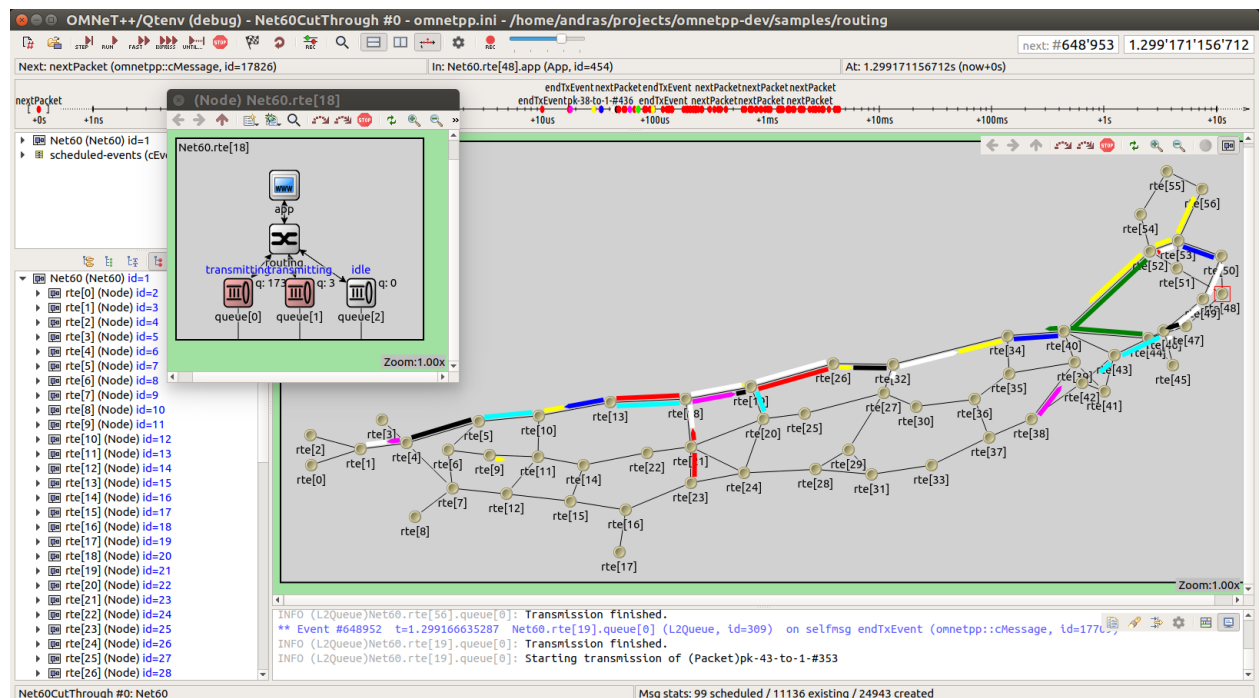 OMNeT++/Qtenv (debug) - Net60CutThrough #0 - omnetpp.ini - /home/andras/projects/omnetpp-dev/samples/routing
STEP RUN FAST EXPRESS UNTIL... STOP REC REC next: #648'953 1.299'171'156'712
Next: nextPacket (omnetpp::cMessage, id=17826) In: Net60.rte[48].app (App, id=454) At: 1.299171156712s (now+0s)
endTxEvent nextPacket endTxEvent nextPacket nextPacket nextPacket
nextPacket endTxEvent pk-38-to-1-#436 endTxEvent nextPacket nextPacket nextPacket
+0s +1ns +10us +100us +1ms +10ms +100ms +1s +10s
(Node) Net60.rte[18]
STOP »
Net60.rte[18]
app
routing
transmitting transmitting idle
q: 173 q: 3 q: 0
queue[0] queue[1] queue[2]
Zoom:1.00x
Net60 (Net60) id=1
scheduled-events (cEve
Net60 (Net60) id=1
rte[0] (Node) id=2
rte[1] (Node) id=3
rte[2] (Node) id=4
rte[3] (Node) id=5
rte[4] (Node) id=6
rte[5] (Node) id=7
rte[6] (Node) id=8
rte[7] (Node) id=9
rte[8] (Node) id=10
rte[9] (Node) id=11
rte[10] (Node) id=12
rte[11] (Node) id=13
rte[12] (Node) id=14
rte[13] (Node) id=15
rte[14] (Node) id=16
rte[15] (Node) id=17
rte[16] (Node) id=18
rte[17] (Node) id=19
rte[18] (Node) id=20
rte[19] (Node) id=21
rte[20] (Node) id=22
rte[21] (Node) id=23
rte[22] (Node) id=24
rte[23] (Node) id=25
rte[24] (Node) id=26
rte[25] (Node) id=27
rte[26] (Node) id=28
STOP
rte[55]
rte[56]
rte[54]
rte[53]
rte[52]
rte[50]
rte[51]
rte[48]
rte[49]
rte[47]
rte[34] rte[40] rte[44]
rte[43]
rte[45]
rte[26] rte[32]
rte[35]
rte[42] rte[41]
rte[13]
rte[27]
rte[30] rte[36]
rte[38]
rte[3] rte[5] rte[10]
rte[20] rte[25]
rte[2] rte[1] rte[4]
rte[37]
rte[6] rte[9] rte[11] rte[22]
rte[29]
rte[0]
rte[14] rte[24] rte[28] rte[31] rte[33]
rte[7] rte[12] rte[23]
rte[15] rte[16]
rte[8]
rte[17]
Zoom:1.00x
INFO (L2Queue)Net60.rte[56].queue[0]: Transmission finished.
** Event #648952 t=1.299166635287 Net60.rte[19].queue[0] (L2Queue, id=309) on selfmsg endTxEvent (omnetpp::cMessage, id=1770
INFO (L2Queue)Net60.rte[19].queue[0]: Transmission finished.
INFO (L2Queue)Net60.rte[19].queue[0]: Starting transmission of (Packet)pk-43-to-1-#353
Net60CutThrough #0: Net60 Msg stats: 99 scheduled / 11136 existing / 24943 created